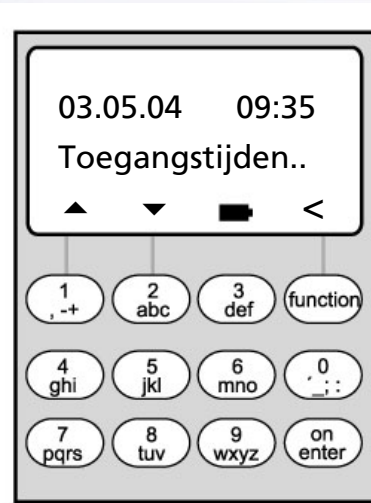 03.05.04 09:35
Toegangstijden..
<
1 2 3 function
, -+ abc def
4 5 6 0
ghi jkl mno ´_; :
7 8 9 on
pqrs tuv wxyz enter